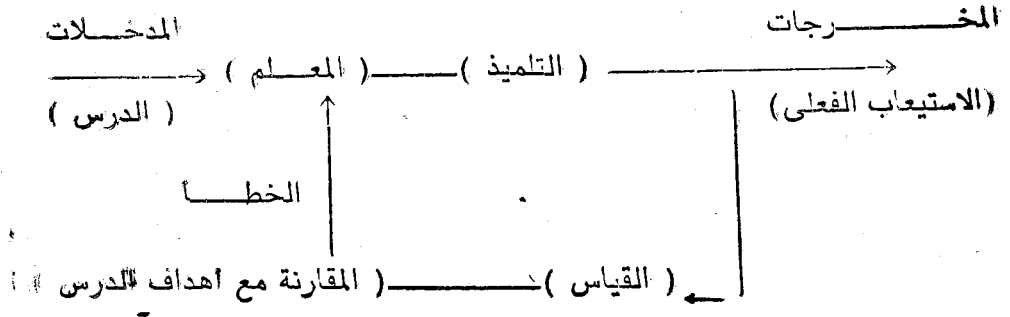 المدخلات المخرجات
( المعلم ) ( التلميذ )
( الدرس ) (الاستيعاب الفعلى)
الخطأ
( المقارنة مع أهداف الدرس ) ( القياس )